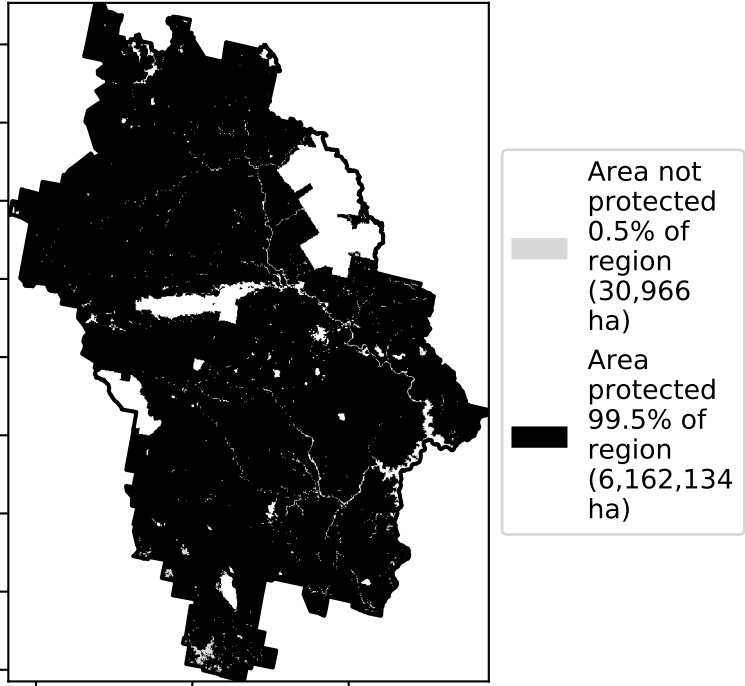 Area not
protected
0.5% of
region
(30,966
ha)
Area
protected
99.5% of
region
(6,162,134
ha)